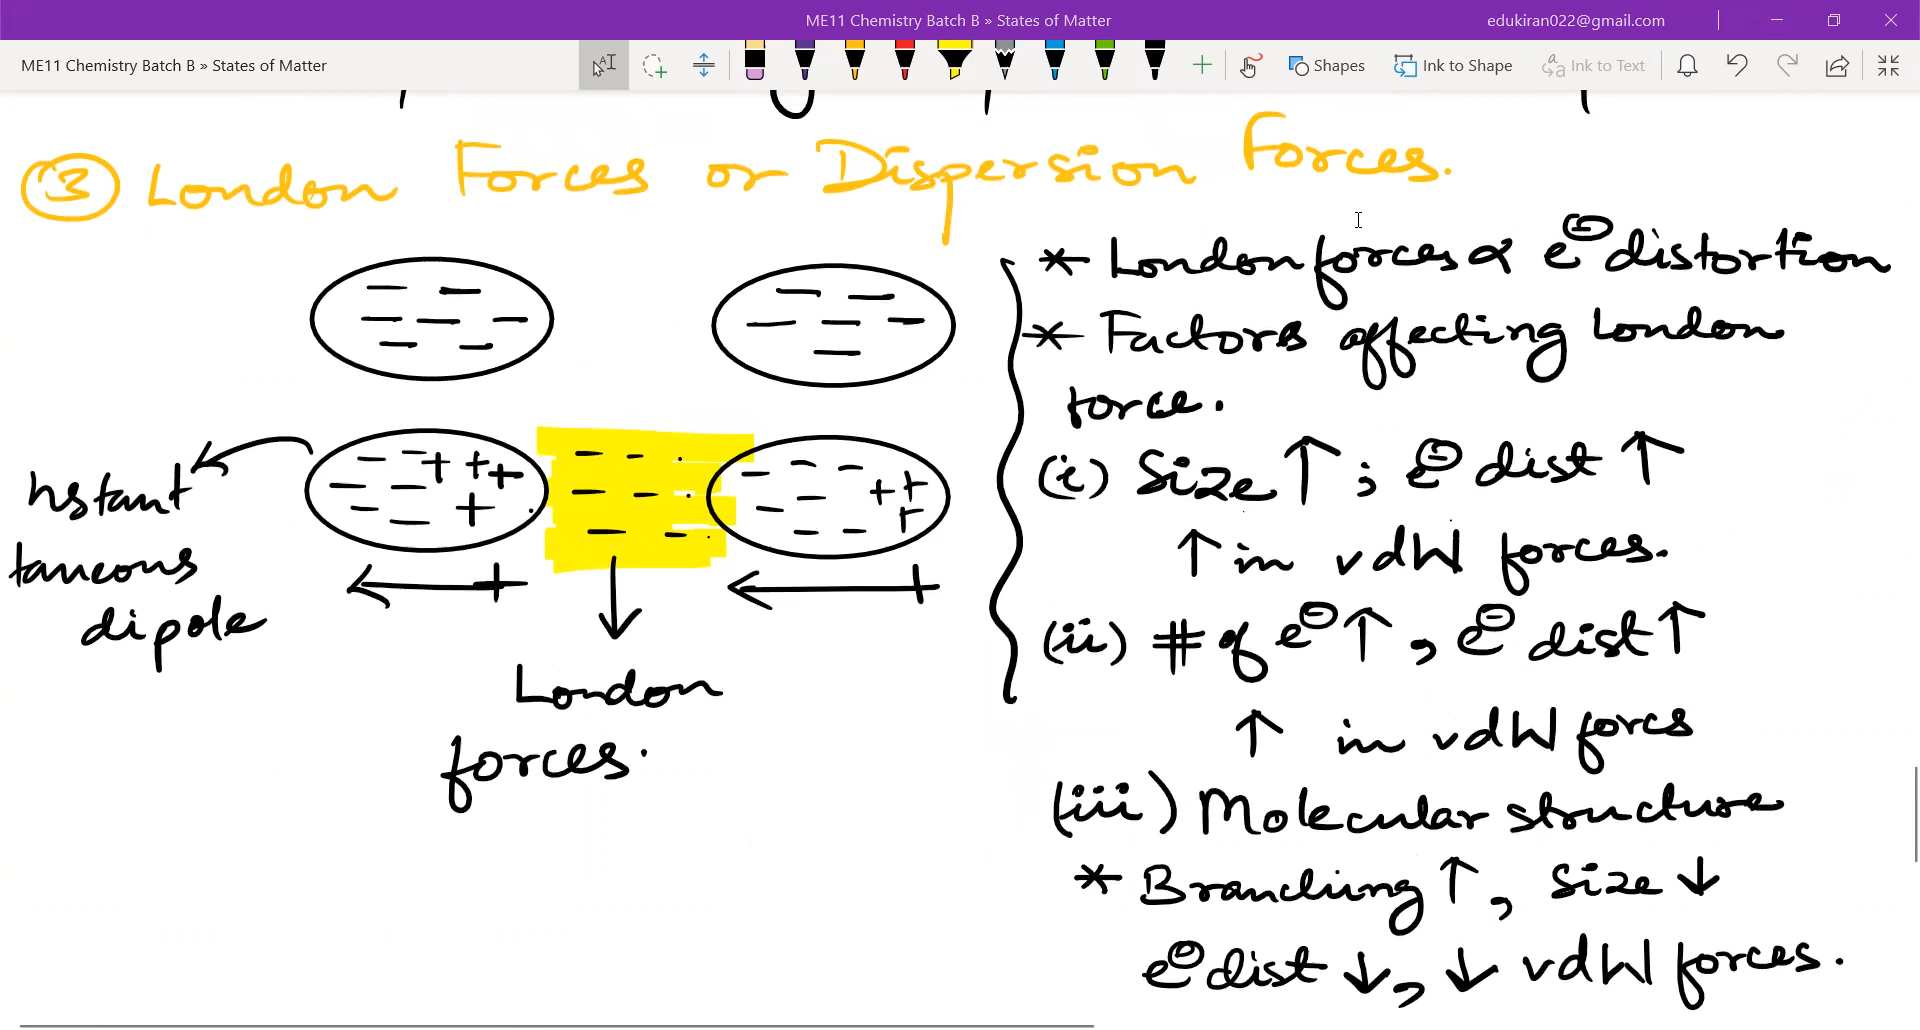 ME11 Chemistry Batch B » States of Matter
edukiran022@gmail.com
ME11 Chemistry Batch B » States of Matter
Shapes
Ink to Shape
Ink to Text
③ London Forces or Dispersion Forces.
nstant
taneous
dipole
London
forces.
* London forces ∝ e⊖ distortion
* Factors affecting London
force.
(i) Size ↑ ; e⊖ dist ↑
↑ in vdW forces.
(ii) # of e⊖ ↑ , e⊖ dist ↑
↑ in vdW forcs
(iii) Molecular structure
* Branching ↑ , Size ↓
e⊖ dist ↓, ↓ vdW forces.